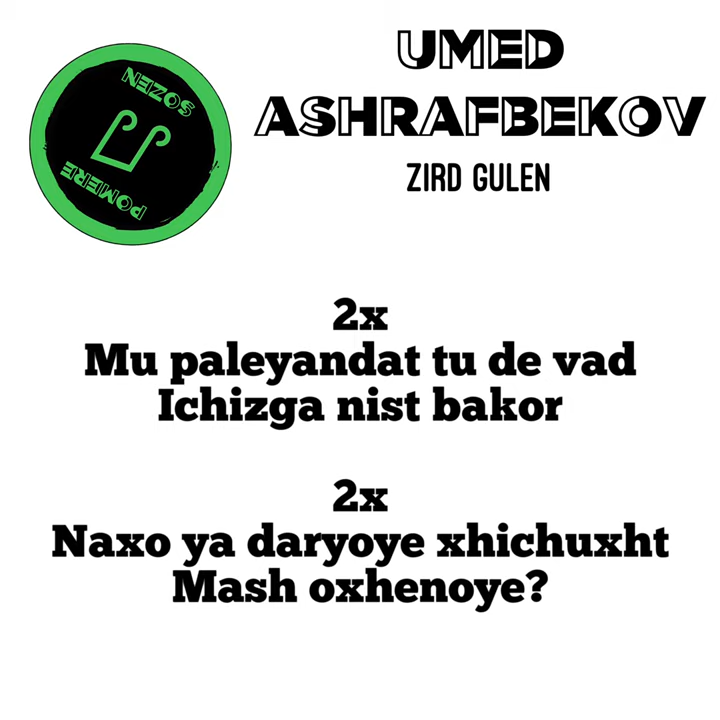 UMED
ASHRAFBEKOV
ZIRD GULEN
SOZEN
POMERE
2x
Mu paleyandat tu de vad
Ichizga nist bakor
2x
Naxo ya daryoye xhichuxht
Mash oxhenoye?